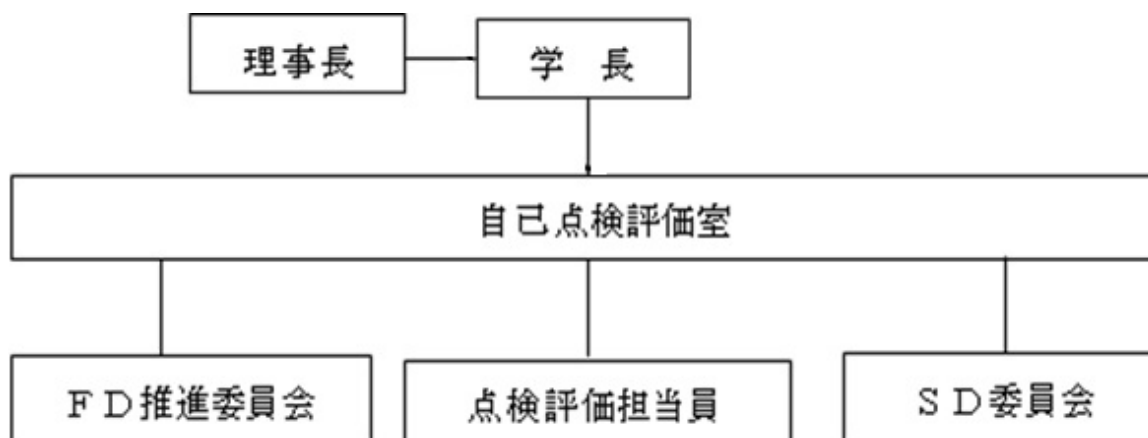 理事長
学　長
自己点検評価室
ＦＤ推進委員会
点検評価担当員
ＳＤ委員会